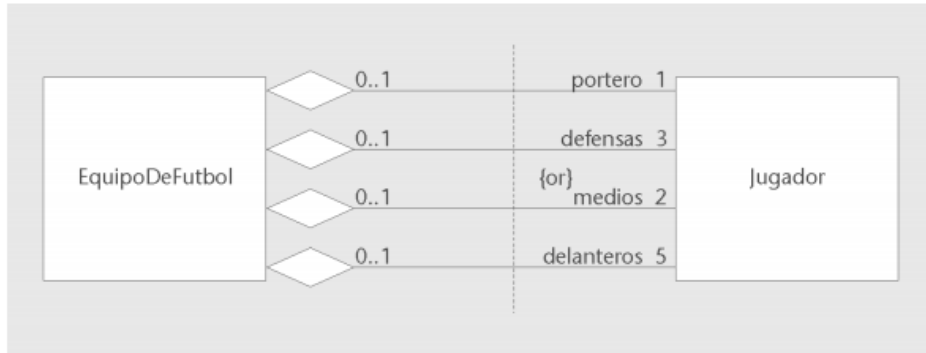 0..1 portero 1
0..1 defensas 3
EquipoDeFutbol {or} Jugador
0..1 medios 2
0..1 delanteros 5